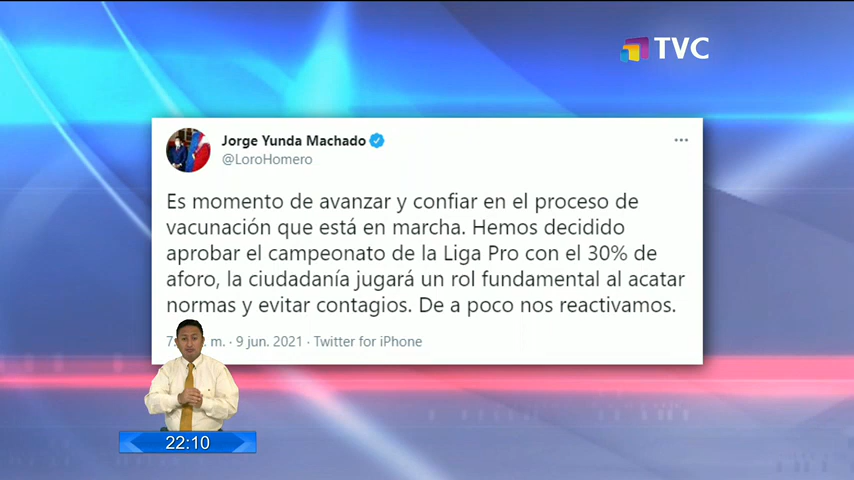 TVC
Jorge Yunda Machado
@LoroHomero
Es momento de avanzar y confiar en el proceso de
vacunación que está en marcha. Hemos decidido
aprobar el campeonato de la Liga Pro con el 30% de
aforo, la ciudadanía jugará un rol fundamental al acatar
normas y evitar contagios. De a poco nos reactivamos.
m. · 9 jun. 2021 · Twitter for iPhone
22:10